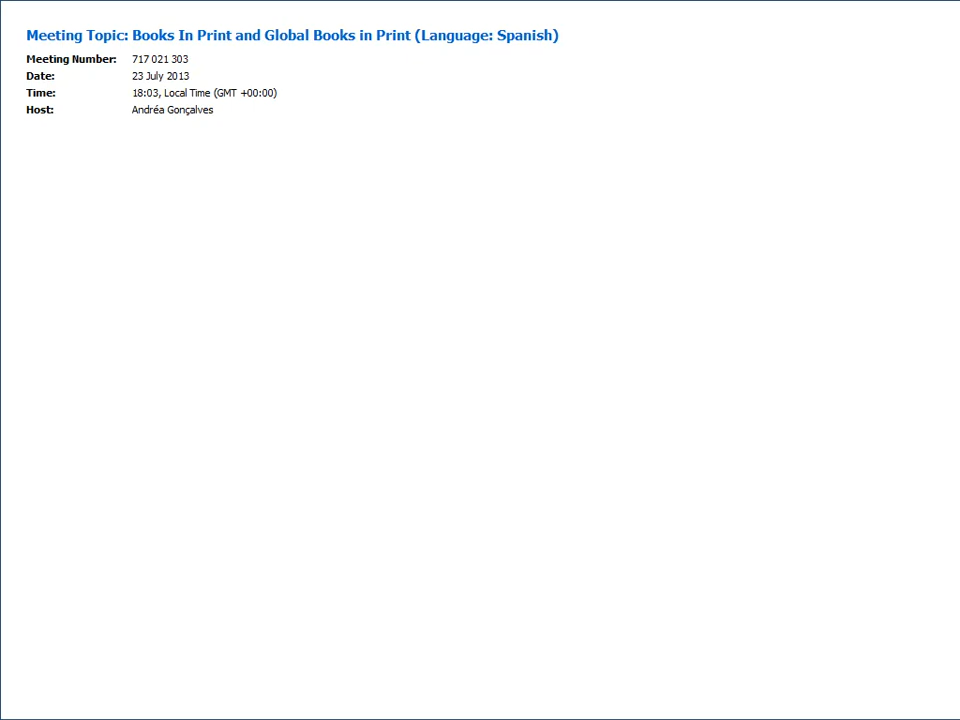 Meeting Topic: Books In Print and Global Books in Print (Language: Spanish)
Meeting Number: 717 021 303
Date: 23 July 2013
Time: 18:03, Local Time (GMT +00:00)
Host: Andréa Gonçalves